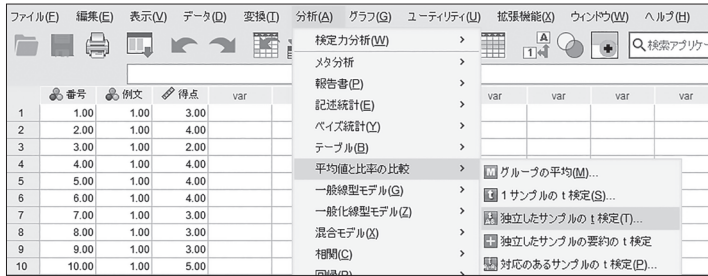 ファイル(F) 編集(E) 表示(V) データ(D) 変換(T) 分析(A) グラフ(F) ユーティリティ(U) 拡張機能(X) ウィンドウ(W) ヘルプ(H)
検索アプリケー
検定力分析(W)
メタ分析
報告書(P)
記述統計(E)
ベイズ統計(Y)
テーブル(B)
平均値と比率の比較
一般線型モデル(G)
一般化線型モデル(Z)
混合モデル(X)
相関(C)
回帰(R)
M グループの平均(M)...
t 1 サンプルの t 検定(S)...
独立したサンプルの t 検定(T)...
独立したサンプルの要約の t 検定
対応のあるサンプルの t 検定(P)...
番号 例文 得点 var var var var var
1 1.00 1.00 3.00
2 2.00 1.00 4.00
3 3.00 1.00 2.00
4 4.00 1.00 4.00
5 5.00 1.00 4.00
6 6.00 1.00 4.00
7 7.00 1.00 3.00
8 8.00 1.00 3.00
9 9.00 1.00 3.00
10 10.00 1.00 5.00